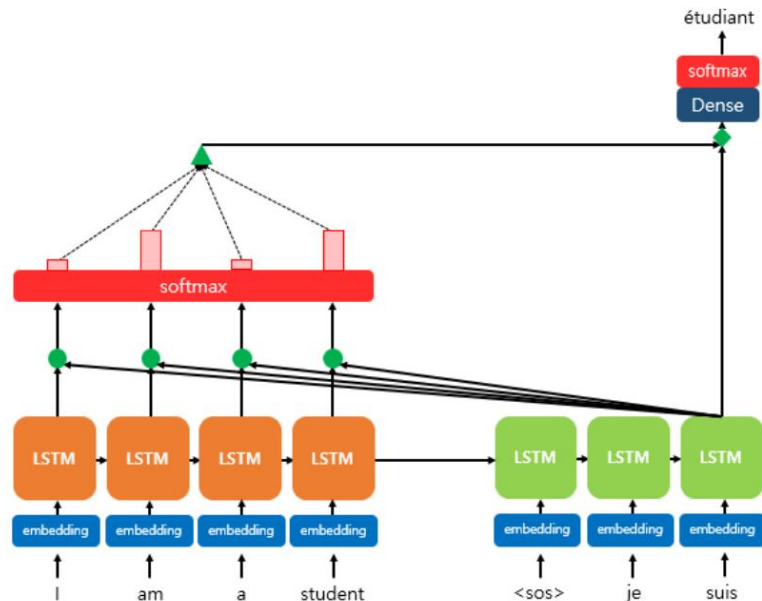 étudiant
softmax
Dense
softmax
LSTM LSTM LSTM LSTM LSTM LSTM LSTM
embedding embedding embedding embedding embedding embedding embedding
I am a student <sos> je suis